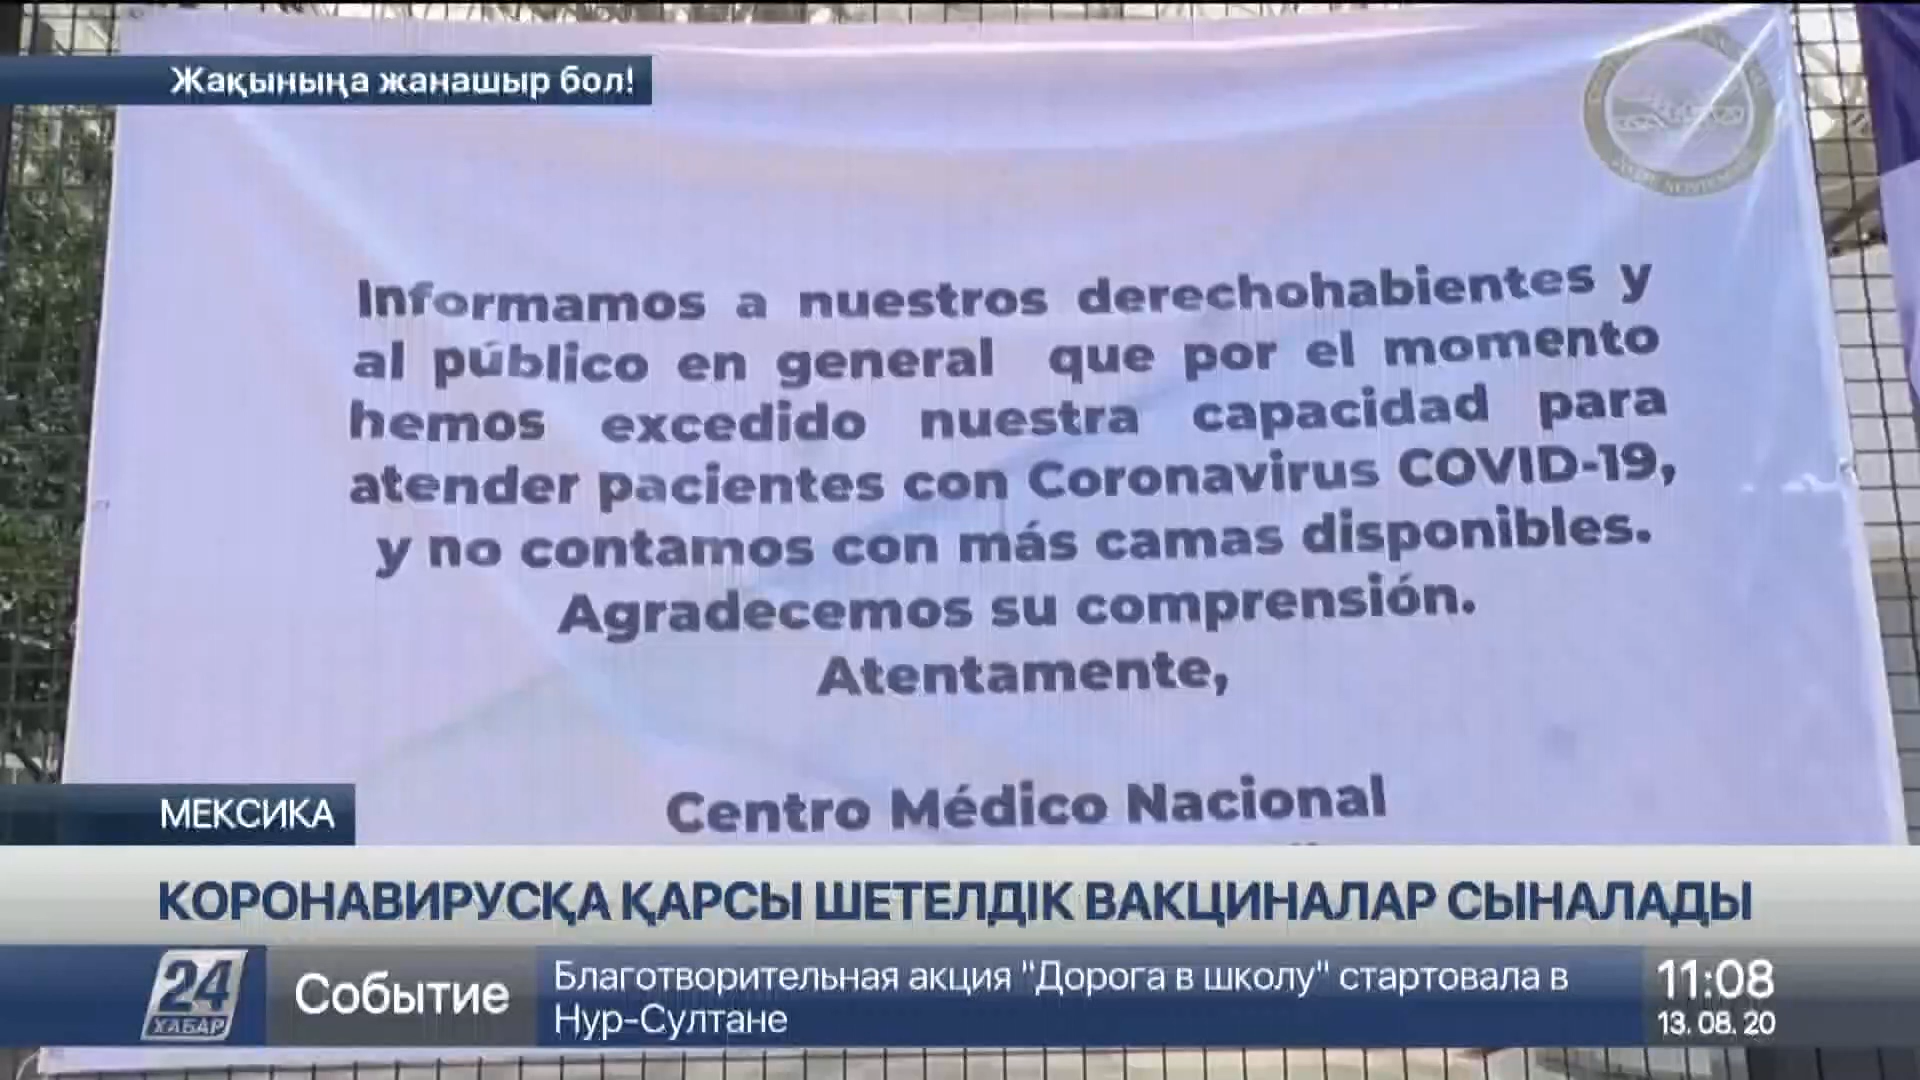 Жақыныңа жанашыр бол!
Informamos a nuestros derechohabientes y
al público en general que por el momento
hemos excedido nuestra capacidad para
atender pacientes con Coronavirus COVID-19,
y no contamos con más camas disponibles.
Agradecemos su comprensión.
Atentamente,
Centro Médico Nacional
МЕКСИКА
КОРОНАВИРУСҚА ҚАРСЫ ШЕТЕЛДІК ВАКЦИНАЛАР СЫНАЛАДЫ
24
ХАБАР
Событие
Благотворительная акция "Дорога в школу" стартовала в
Нур-Султане
11:08
13. 08. 20